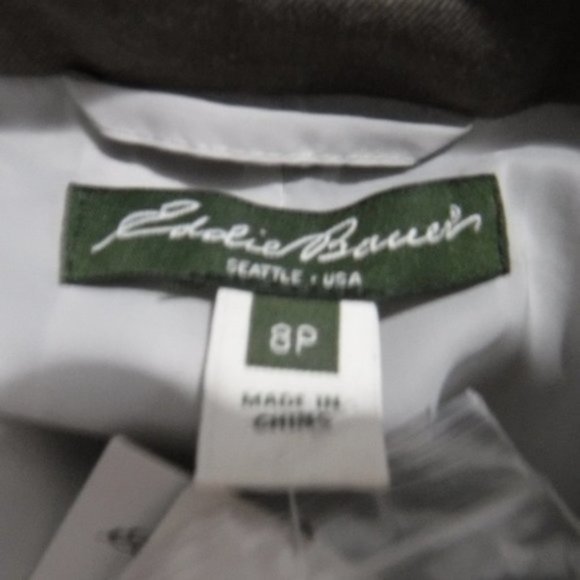 Eddie Bauer
SEATTLE • USA
8P
MADE IN
CHINA